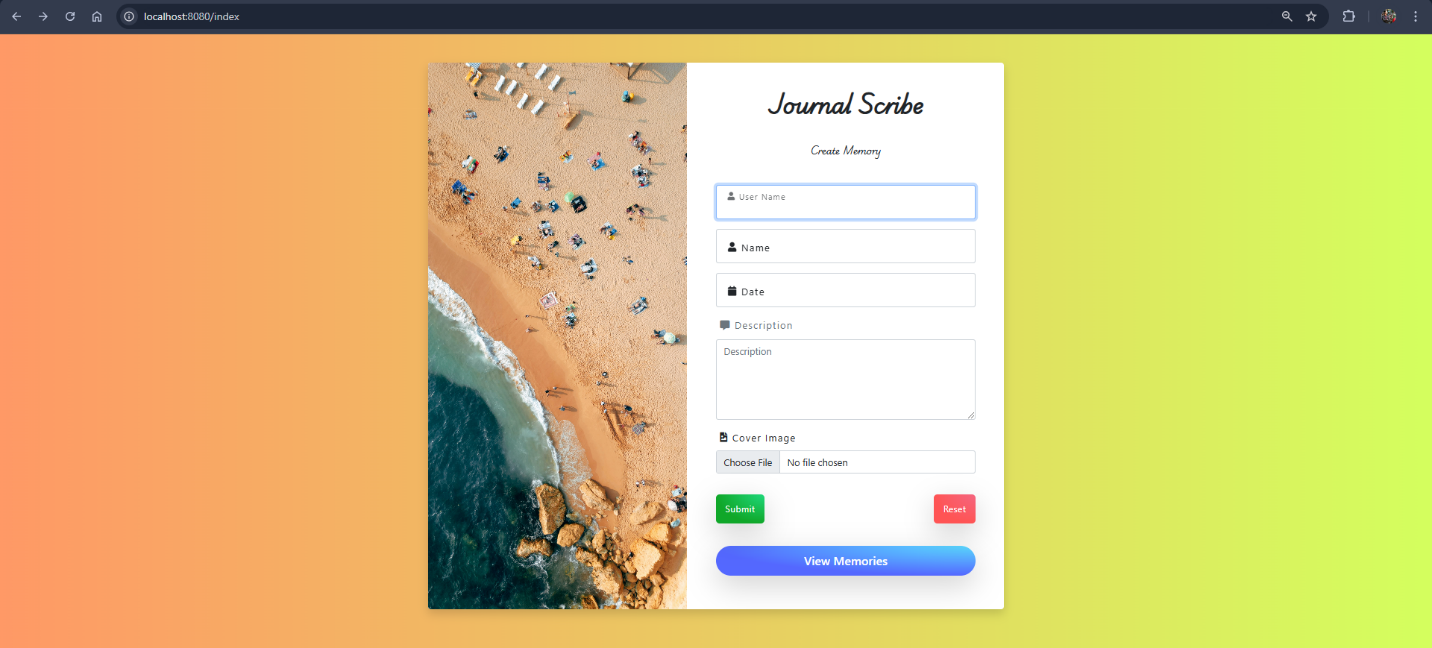 localhost:8080/index
Journal Scribe
Create Memory
User Name
Name
Date
Description
Description
Cover Image
Choose File No file chosen
Submit Reset
View Memories